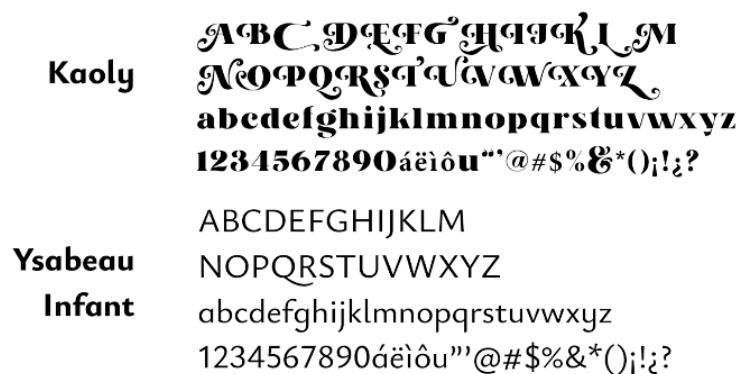 Kaoly
ABCDEFGHIJKLM
NOPQRSTUVWXYZ
abcdefghijklmnopqrstuvwxyz
1234567890áëìôu”’@#$%&*()¡!¿?
Ysabeau
Infant
ABCDEFGHIJKLM
NOPQRSTUVWXYZ
abcdefghijklmnopqrstuvwxyz
1234567890áëìôu”’@#$%&*()¡!¿?